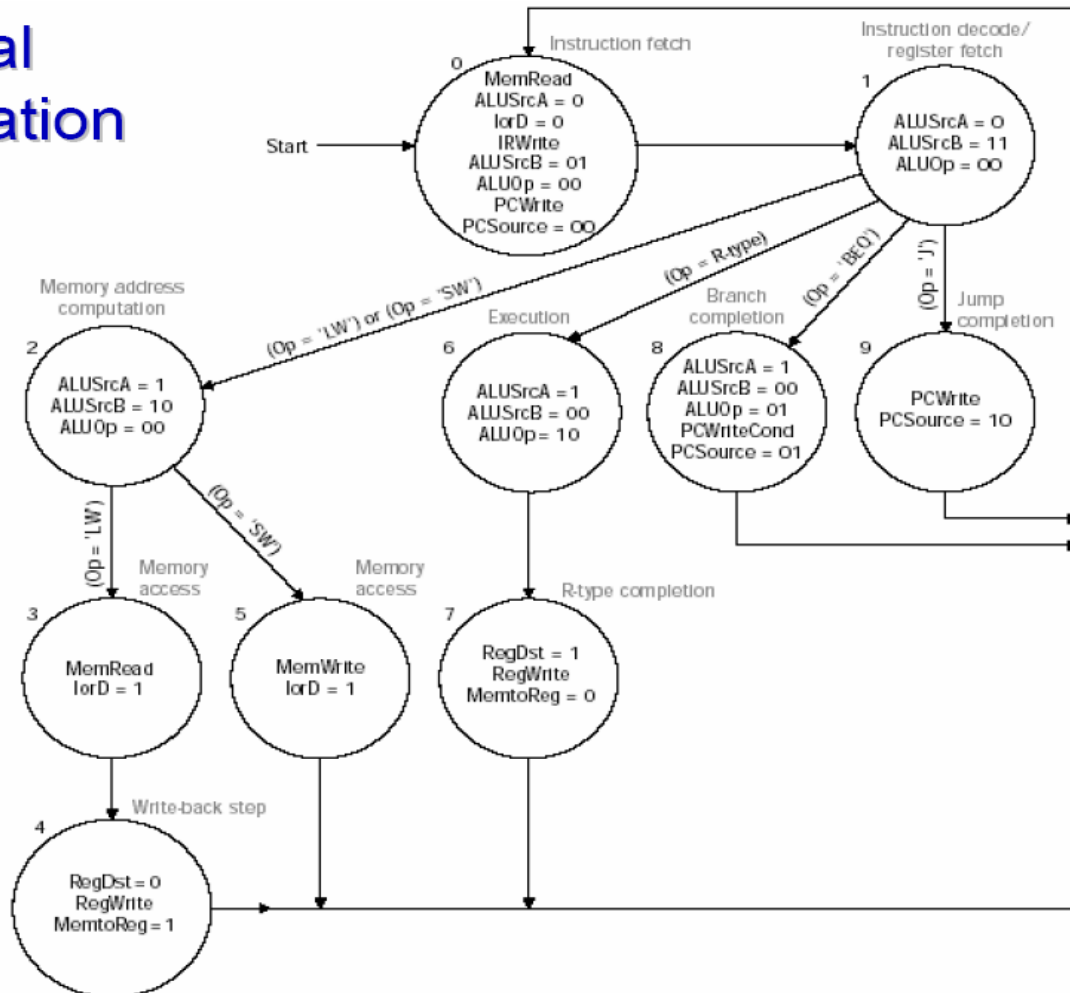 al
ation
Start
0
Instruction fetch
MemRead
ALUSrcA = 0
IorD = 0
IRWrite
ALUSrcB = 01
ALUOp = 00
PCWrite
PCSource = 00
Instruction decode/
register fetch
1
ALUSrcA = 0
ALUSrcB = 11
ALUOp = 00
(Op = 'LW') or (Op = 'SW')
(Op = R-type)
(Op = 'BEQ')
(Op = 'J')
Memory address
computation
2
ALUSrcA = 1
ALUSrcB = 10
ALUOp = 00
Execution
6
ALUSrcA =1
ALUSrcB = 00
ALUOp= 10
Branch
completion
8
ALUSrcA = 1
ALUSrcB = 00
ALUOp = 01
PCWriteCond
PCSource = 01
Jump
completion
9
PCWrite
PCSource = 10
(Op = 'LW')
(Op = 'SW')
Memory
access
3
MemRead
IorD = 1
Memory
access
5
MemWrite
IorD = 1
R-type completion
7
RegDst = 1
RegWrite
MemtoReg = 0
Write-back step
4
RegDst = 0
RegWrite
MemtoReg = 1